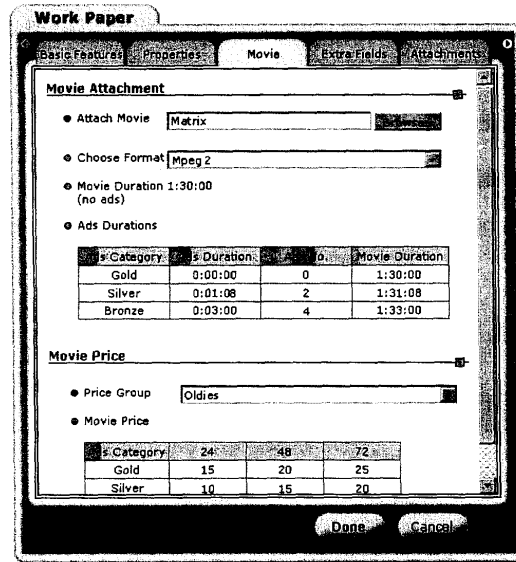 Work Paper
Basic Features Properties Movie Extra Fields Attachments
Movie Attachment
Attach Movie Matrix
Choose Format Mpeg 2
Movie Duration 1:30:00
(no ads)
Ads Durations
s Category s Duration Movie Duration
Gold 0:00:00 0 1:30:00
Silver 0:01:08 2 1:31:08
Bronze 0:03:00 4 1:33:00
Movie Price
Price Group Oldies
Movie Price
s Category 24 48 72
Gold 15 20 25
Silver 10 15 20
Done Cancel